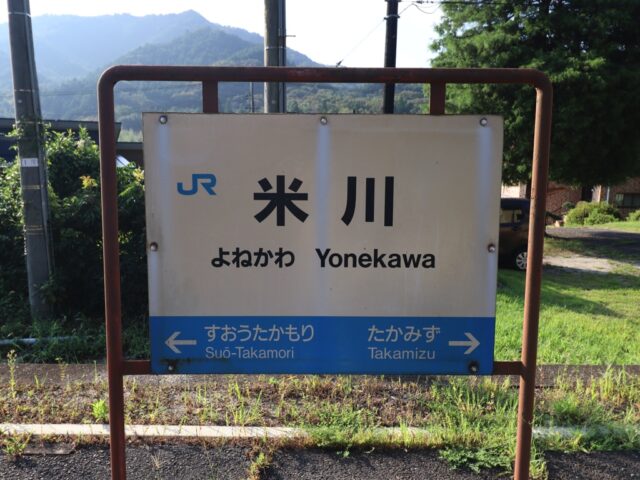 JR
米川
よねかわ Yonekawa
← すおうたかもり たかみず →
Suō-Takamori Takamizu